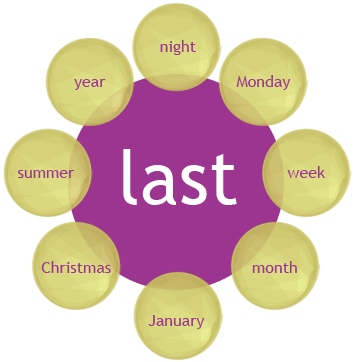 night
Monday
week
month
January
Christmas
summer
year
last